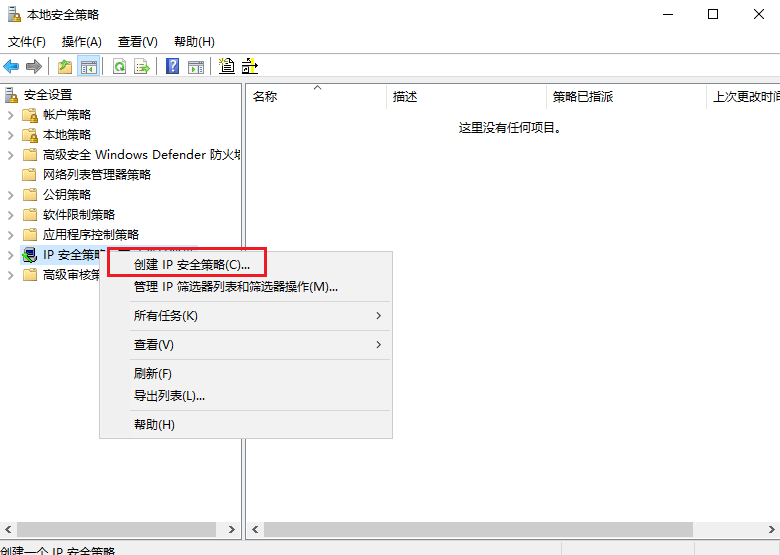 本地安全策略
文件(F) 操作(A) 查看(V) 帮助(H)
安全设置
帐户策略
本地策略
高级安全 Windows Defender 防火墙
网络列表管理器策略
公钥策略
软件限制策略
应用程序控制策略
IP 安全策略
高级审核策
名称 描述 策略已指派 上次更改时间
这里没有任何项目。
创建 IP 安全策略(C)...
管理 IP 筛选器列表和筛选器操作(M)...
所有任务(K)
查看(V)
刷新(F)
导出列表(L)...
帮助(H)
创建一个 IP 安全策略